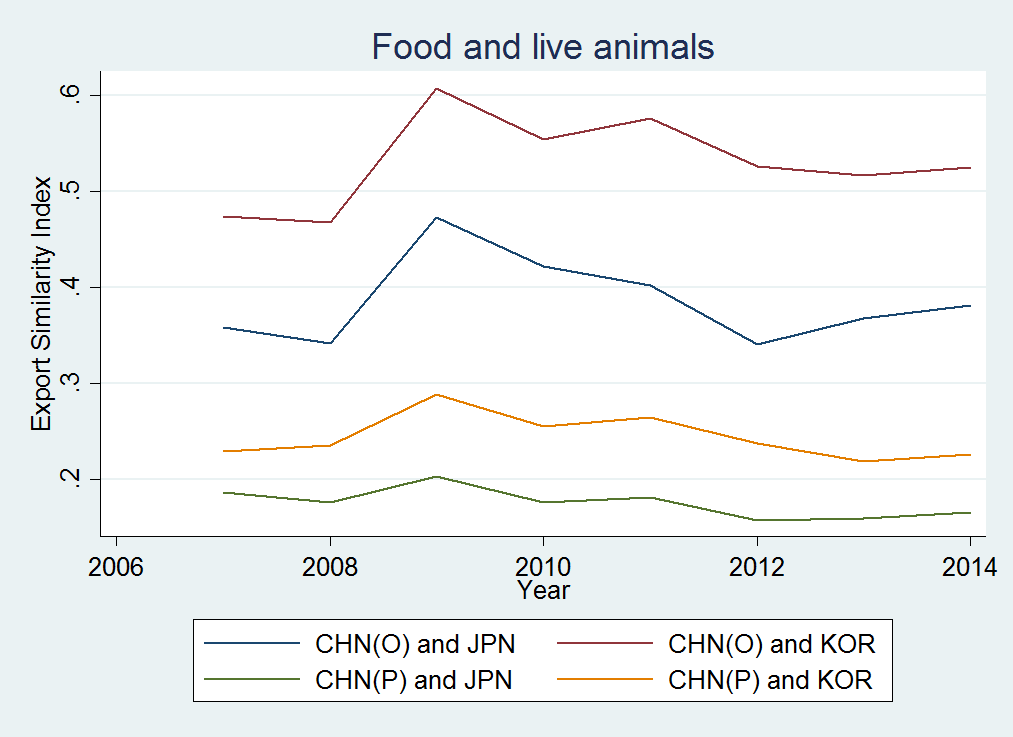 Food and live animals
Export Similarity Index
.6
.5
.4
.3
.2
2006 2008 2010 2012 2014
Year
CHN(O) and JPN CHN(O) and KOR
CHN(P) and JPN CHN(P) and KOR